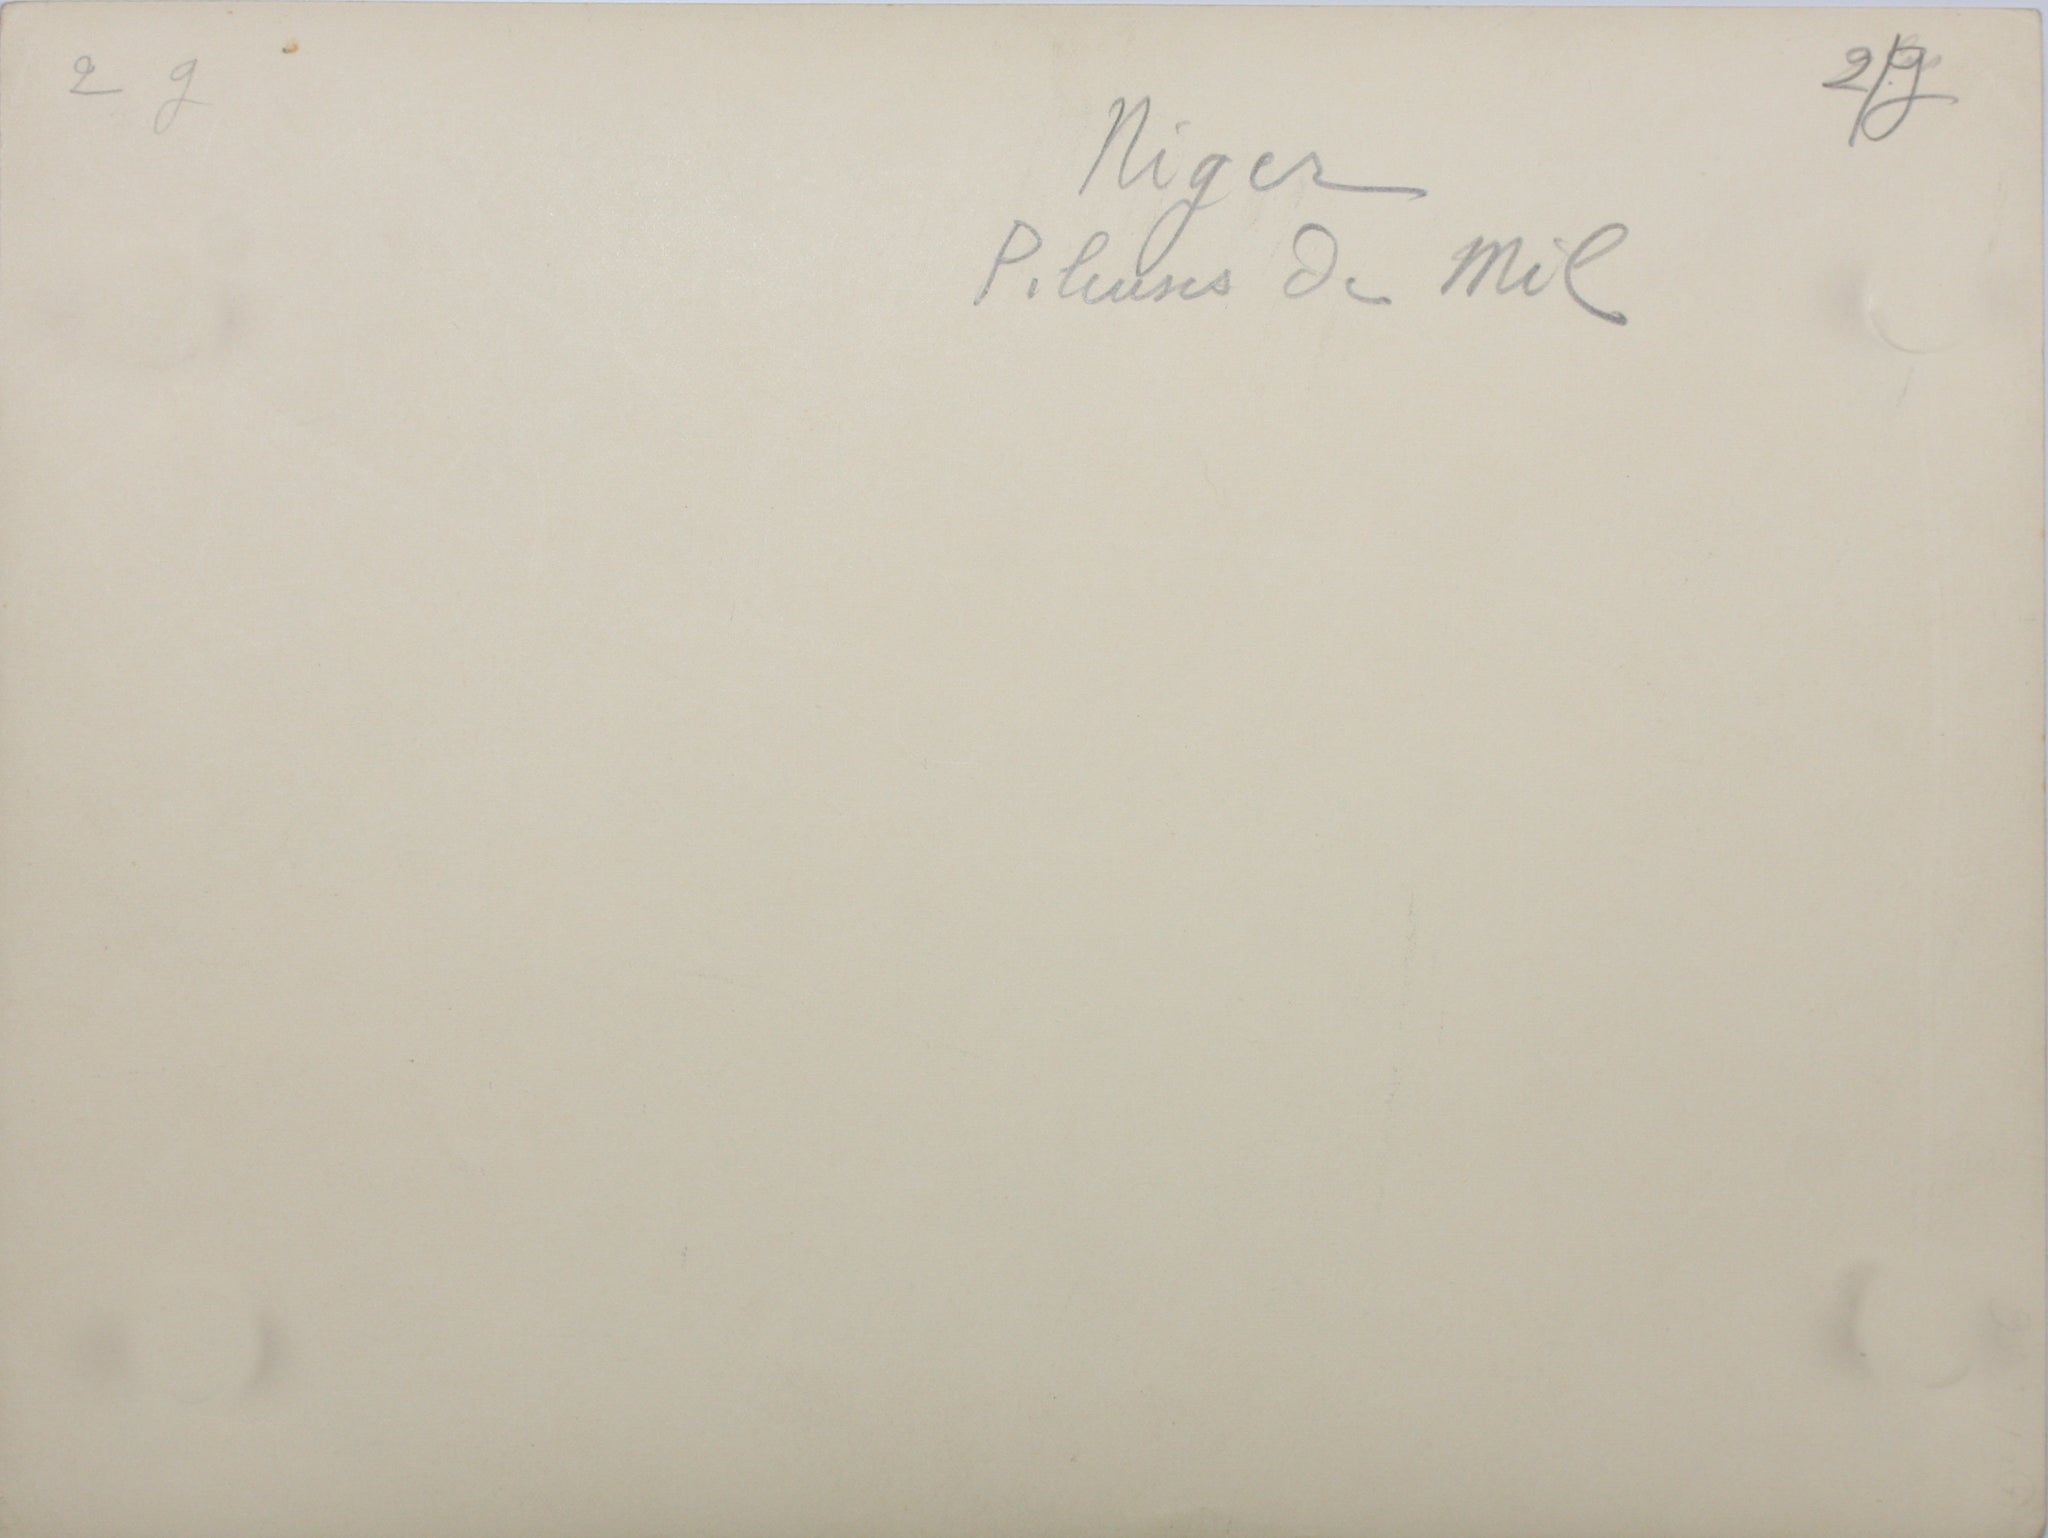 2 g
2/g
Niger
Pileuses de Mil